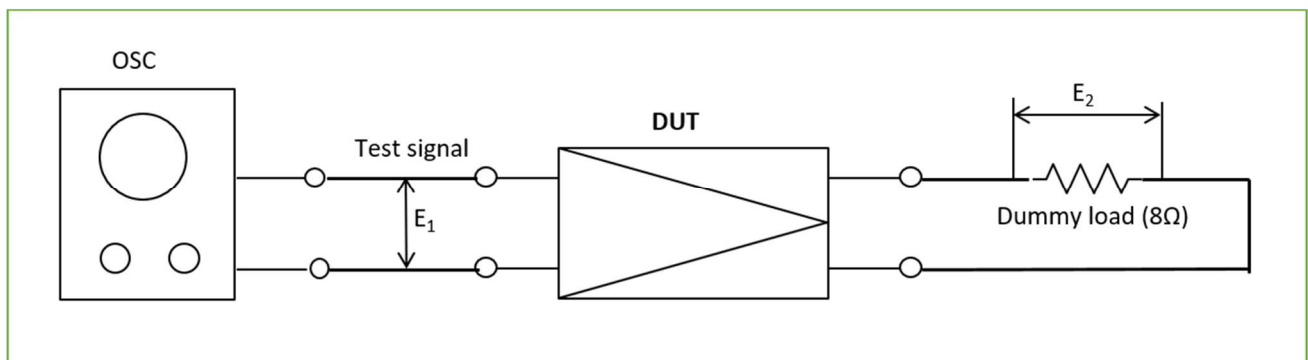 OSC
E₂
DUT
Test signal
E₁
Dummy load (8Ω)